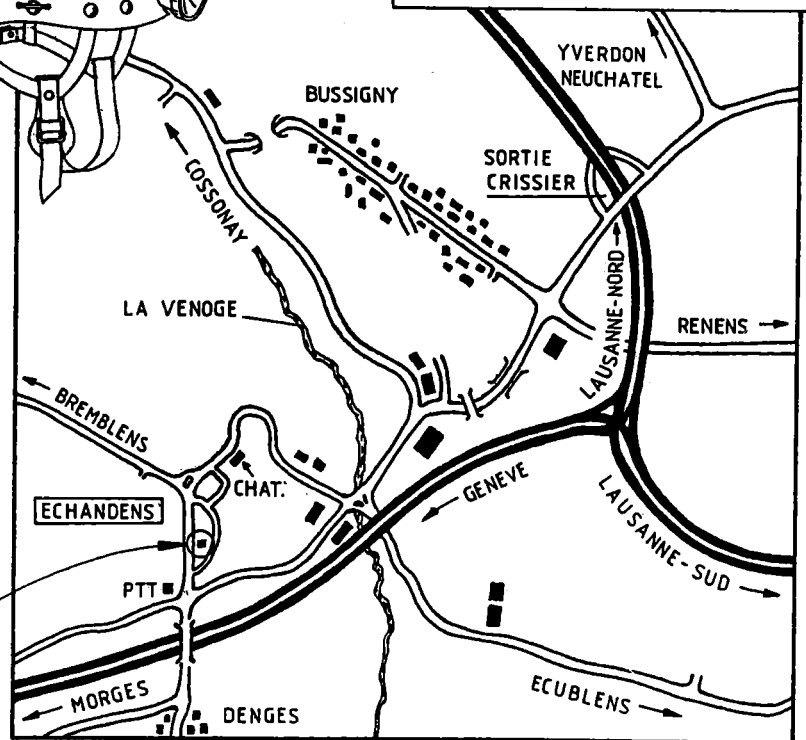 YVERDON
NEUCHATEL
BUSSIGNY
SORTIE
CRISSIER
COSSONAY
LAUSANNE-NORD
LA VENOGE
RENENS
BREMBLENS
CHAT.
GENEVE
ECHANDENS
LAUSANNE-SUD
PTT
MORGES
ECUBLENS
DENGES